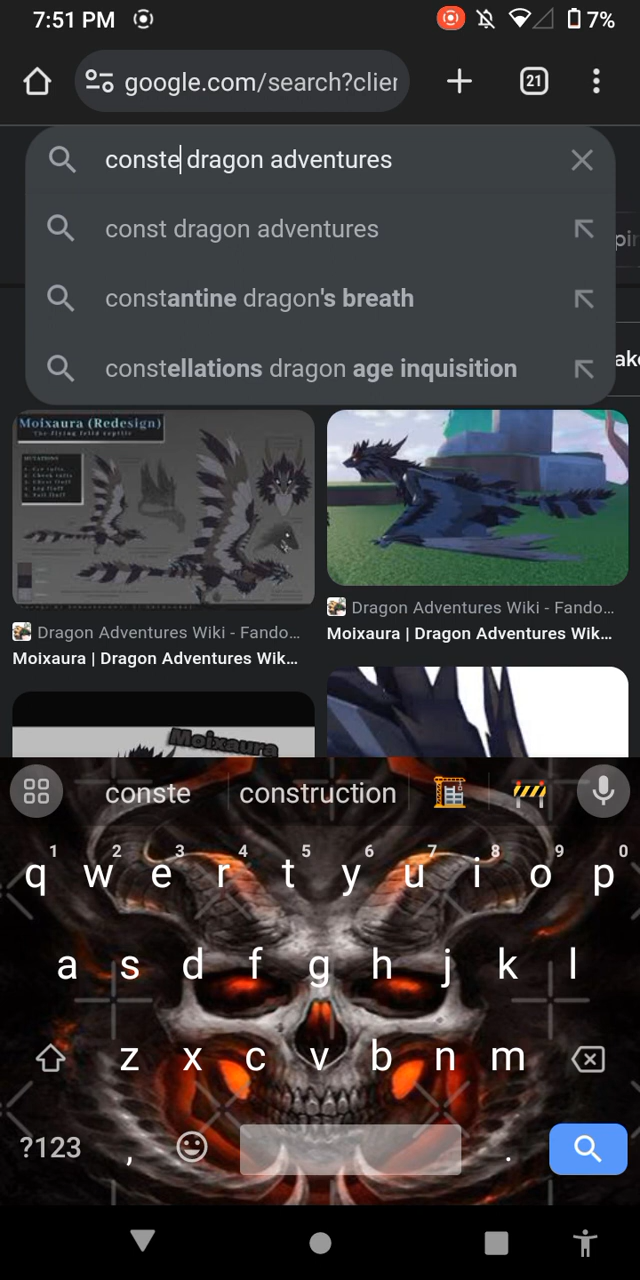 7:51 PM
7%
google.com/search?clien
21
conste dragon adventures
const dragon adventures
constantine dragon's breath
constellations dragon age inquisition
Moixaura (Redesign)
MUTATIONS
Dragon Adventures Wiki - Fando...
Moixaura | Dragon Adventures Wik...
Dragon Adventures Wiki - Fando...
Moixaura | Dragon Adventures Wik...
Moixaura
conste construction
1 2 3 4 5 6 7 8 9 0
q w e r t y u i o p
a s d f g h j k l
z x c v b n m
?123 , .